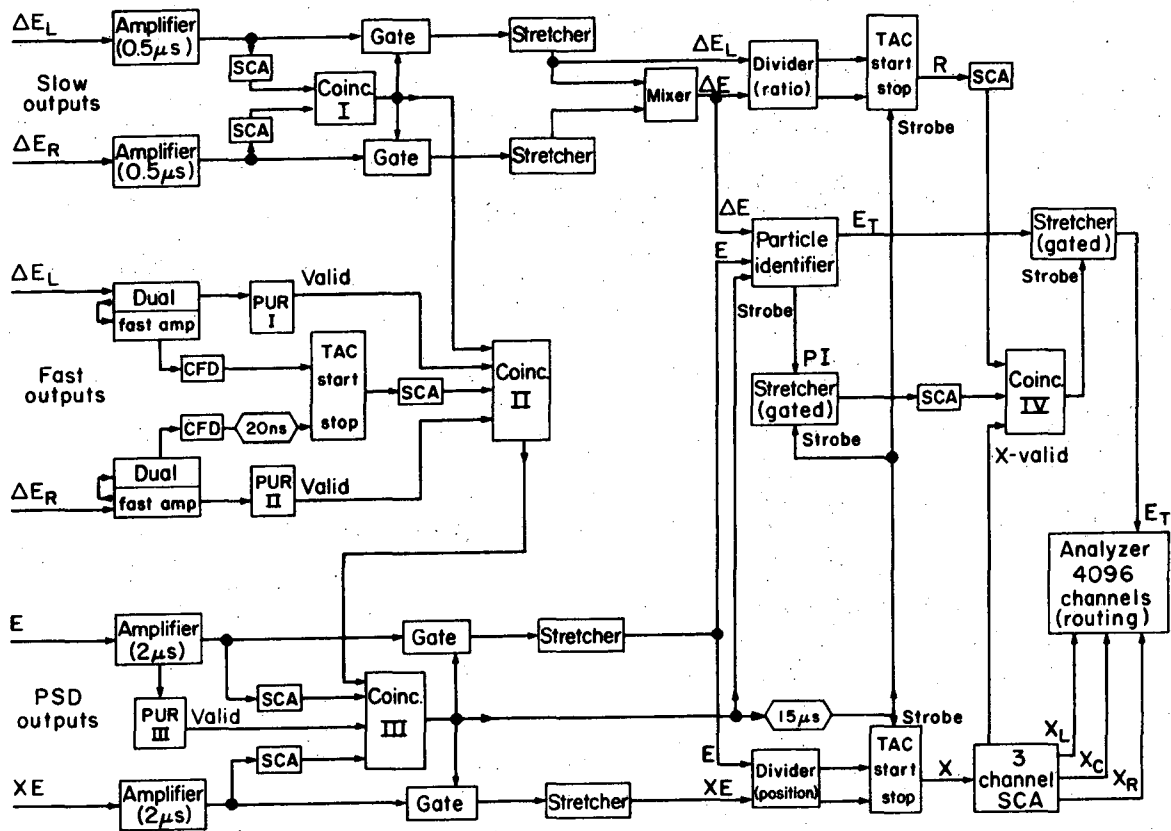 ΔE_L
Amplifier
(0.5μs)
Gate
Stretcher
SCA
Slow
outputs
Coinc.
I
SCA
ΔE_R
Amplifier
(0.5μs)
Gate
Stretcher
Mixer
ΔE_L
ΔE
Divider
(ratio)
TAC
start
stop
R
SCA
Strobe
ΔE
E
Particle
identifier
E_T
Stretcher
(gated)
Strobe
Strobe
PI
Stretcher
(gated)
Strobe
SCA
Coinc.
IV
X-valid
ΔE_L
Dual
fast amp
PUR
I
Valid
Fast
outputs
CFD
TAC
start
stop
SCA
Coinc.
II
CFD
20ns
Dual
fast amp
PUR
II
Valid
ΔE_R
E_T
Analyzer
4096
channels
(routing)
E
Amplifier
(2μs)
Gate
Stretcher
PSD
outputs
PUR
III
Valid
SCA
Coinc.
III
SCA
15μs
Strobe
XE
Amplifier
(2μs)
Gate
Stretcher
E
XE
Divider
(position)
TAC
start
stop
X
3
channel
SCA
X_L
X_C
X_R